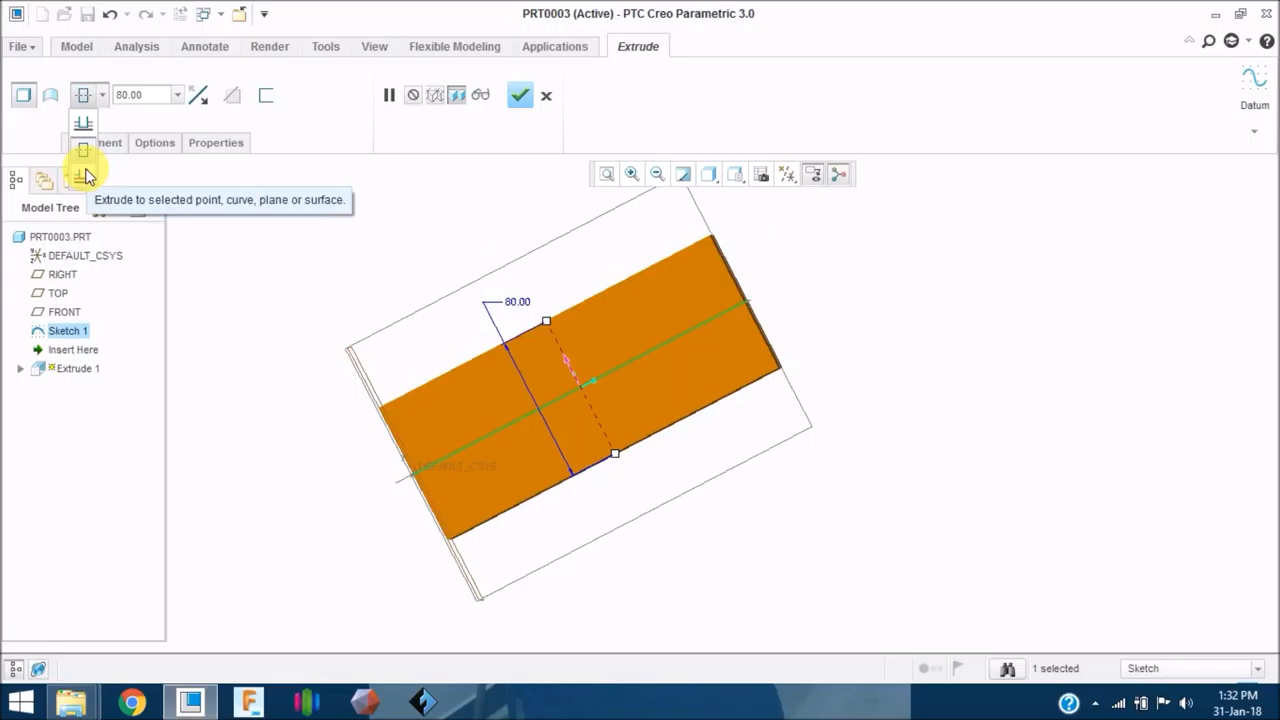 PRT0003 (Active) - PTC Creo Parametric 3.0
File Model Analysis Annotate Render Tools View Flexible Modeling Applications Extrude
80.00
Datum
ment Options Properties
Extrude to selected point, curve, plane or surface.
Model Tree
PRT0003.PRT
DEFAULT_CSYS
RIGHT
TOP
FRONT
Sketch 1
Insert Here
Extrude 1
80.00
DEFAULT_CSYS
1 selected
Sketch
1:32 PM
31-Jan-18